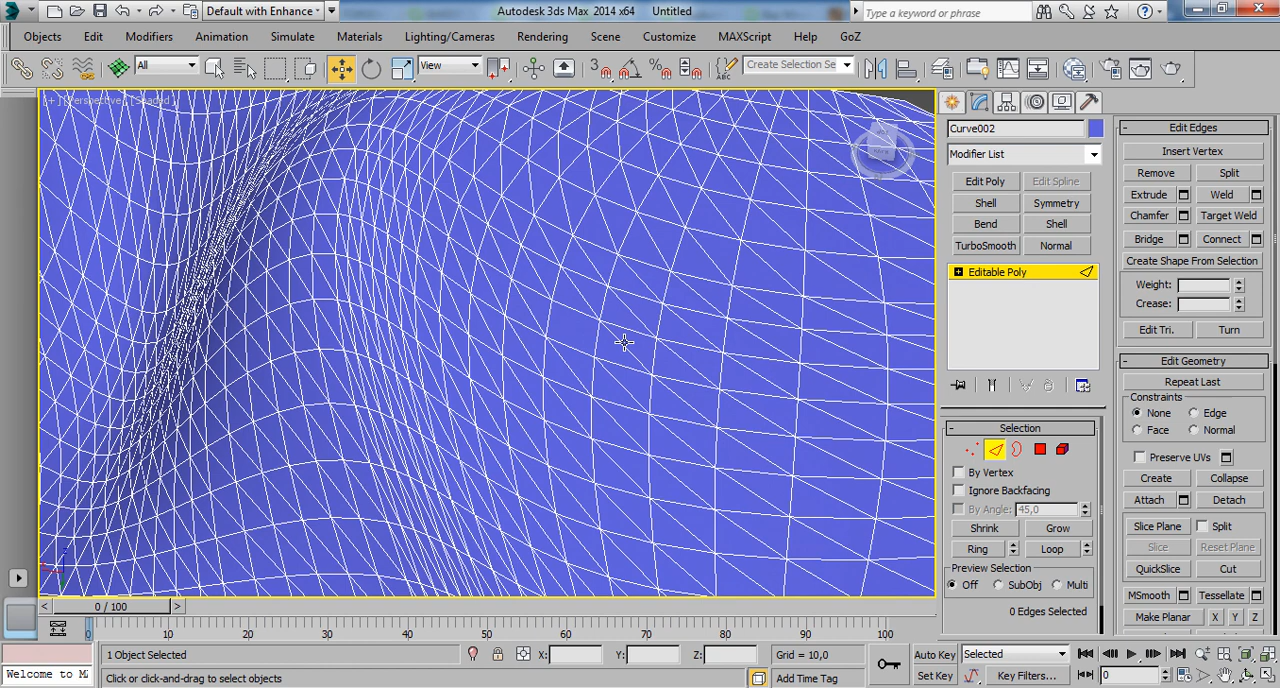 Default with Enhance
Autodesk 3ds Max 2014 x64 Untitled
Type a keyword or phrase
Objects Edit Modifiers Animation Simulate Materials Lighting/Cameras Rendering Scene Customize MAXScript Help GoZ
All View 3 Create Selection Se
[+] [Perspective] [Shaded]
Curve002
Modifier List
Edit Poly Edit Spline
Shell Symmetry
Bend Shell
TurboSmooth Normal
Editable Poly
Selection
By Vertex
Ignore Backfacing
By Angle: 45,0
Shrink Grow
Ring Loop
Preview Selection
Off SubObj Multi
0 Edges Selected
Edit Edges
Insert Vertex
Remove Split
Extrude Weld
Chamfer Target Weld
Bridge Connect
Create Shape From Selection
Weight:
Crease:
Edit Tri. Turn
Edit Geometry
Repeat Last
Constraints
None Edge
Face Normal
Preserve UVs
Create Collapse
Attach Detach
Slice Plane Split
Slice Reset Plane
QuickSlice Cut
MSmooth Tessellate
Make Planar X Y Z
< 0 / 100 >
0 10 20 30 40 50 60 70 80 90 100
1 Object Selected X: Y: Z: Grid = 10,0 Auto Key Selected
Welcome to M
Click or click-and-drag to select objects Add Time Tag Set Key Key Filters... 0